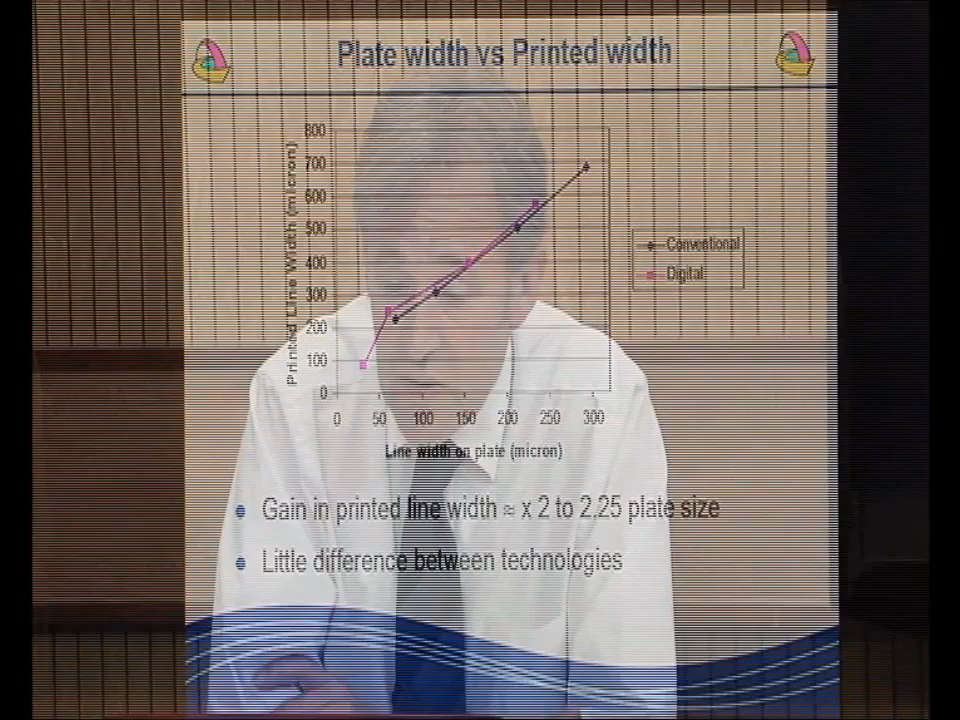 Plate width vs Printed width
Printed Line Width (micron)
800
700
600
500
400
300
200
100
0
0 50 100 150 200 250 300
Line width on plate (micron)
Conventional
Digital
• Gain in printed line width ≈ x 2 to 2.25 plate size
• Little difference between technologies